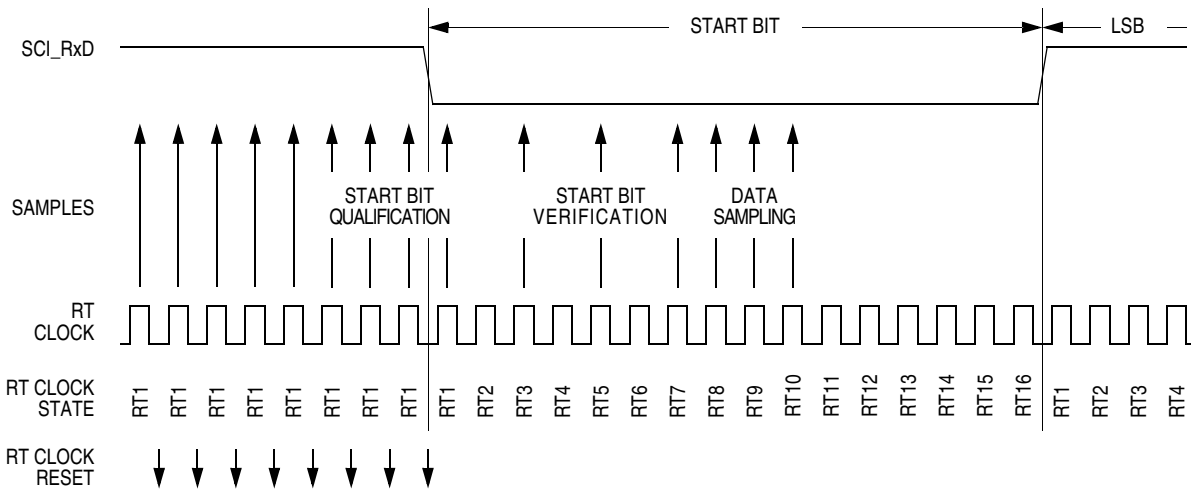 START BIT
LSB
SCI_RxD
SAMPLES
START BIT
QUALIFICATION
START BIT
VERIFICATION
DATA
SAMPLING
RT
CLOCK
RT CLOCK
STATE
RT1 RT1 RT1 RT1 RT1 RT1 RT1 RT1 RT1 RT2 RT3 RT4 RT5 RT6 RT7 RT8 RT9 RT10 RT11 RT12 RT13 RT14 RT15 RT16 RT1 RT2 RT3 RT4
RT CLOCK
RESET